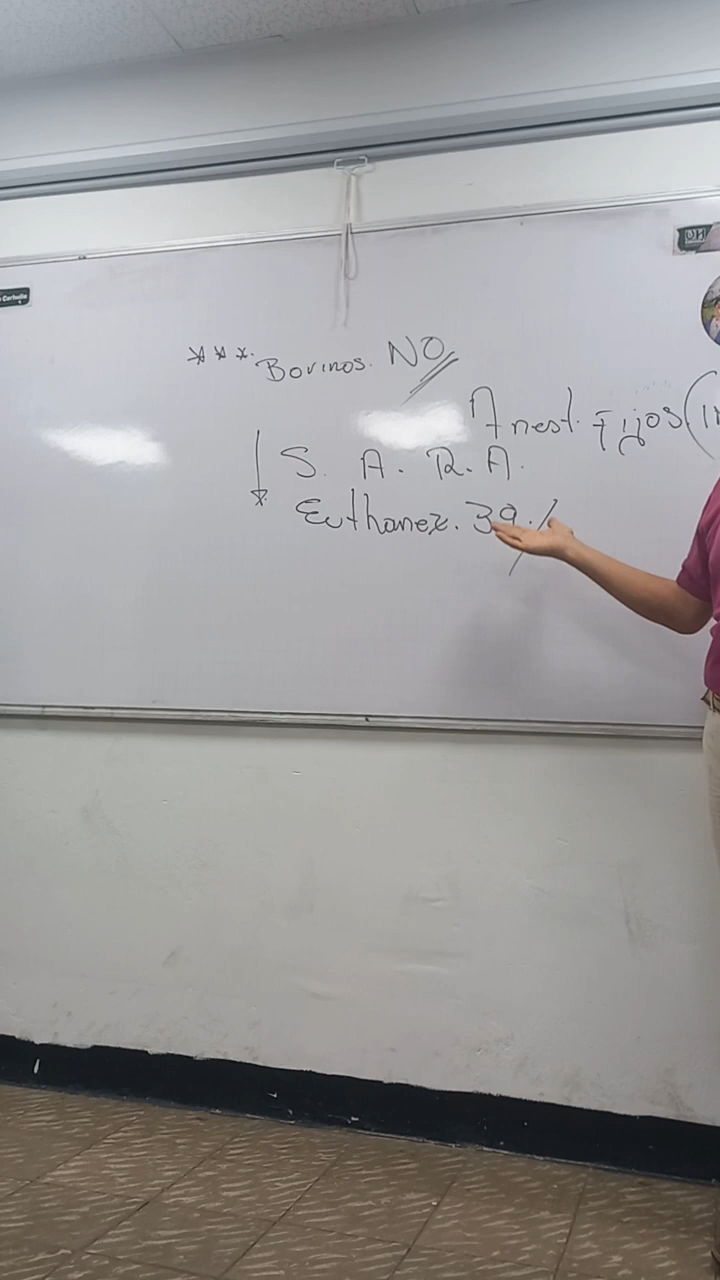 *** Bovinos. NO
Anest. Fijos (I
↓ S. A. R. A.
Euthanex. 39%